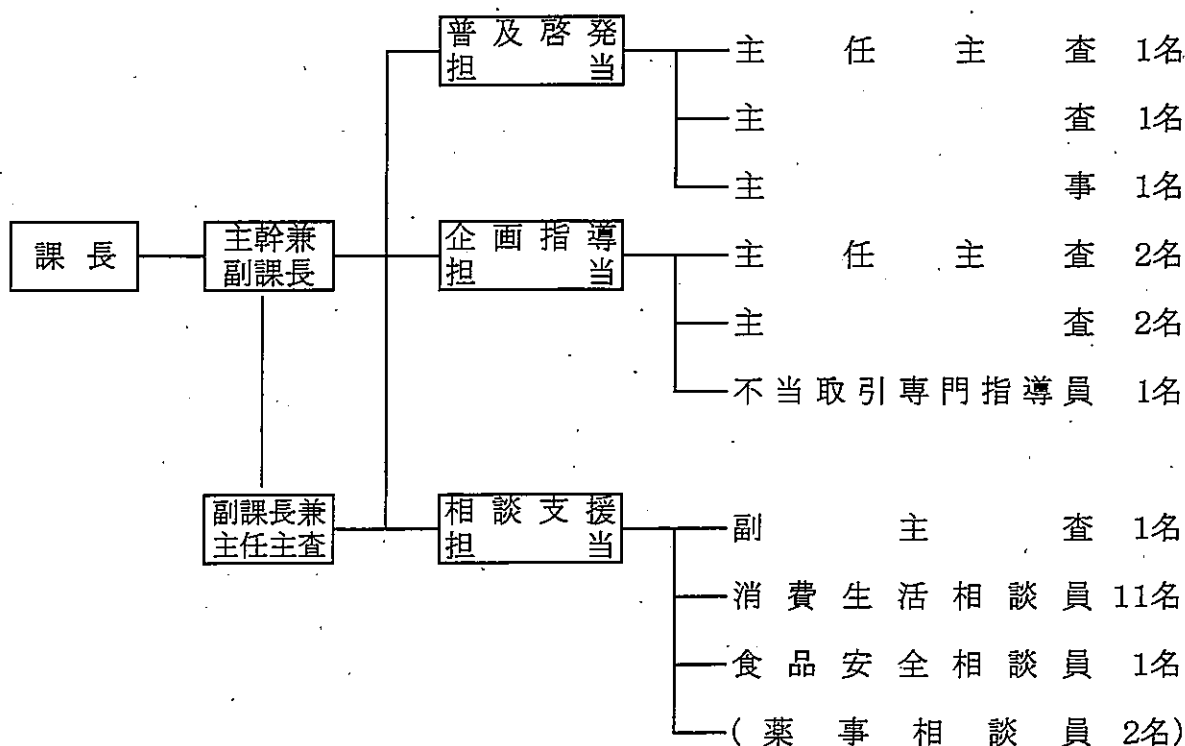 課長
主幹兼
副課長
副課長兼
主任主査
普及啓発
担当
主任主査 1名
主査 1名
主事 1名
企画指導
担当
主任主査 2名
主査 2名
不当取引専門指導員 1名
相談支援
担当
副主査 1名
消費生活相談員 11名
食品安全相談員 1名
(薬事相談員 2名)